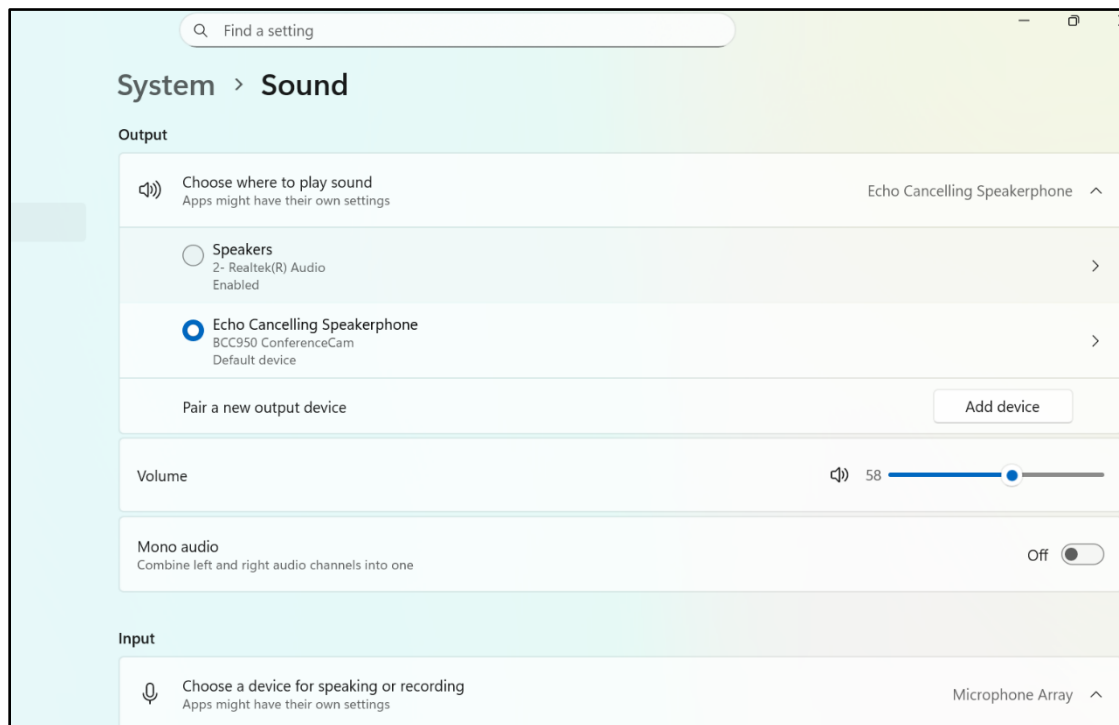 Find a setting
System > Sound
Output
Choose where to play sound
Apps might have their own settings
Echo Cancelling Speakerphone
Speakers
2- Realtek(R) Audio
Enabled
Echo Cancelling Speakerphone
BCC950 ConferenceCam
Default device
Pair a new output device
Add device
Volume
58
Mono audio
Combine left and right audio channels into one
Off
Input
Choose a device for speaking or recording
Apps might have their own settings
Microphone Array